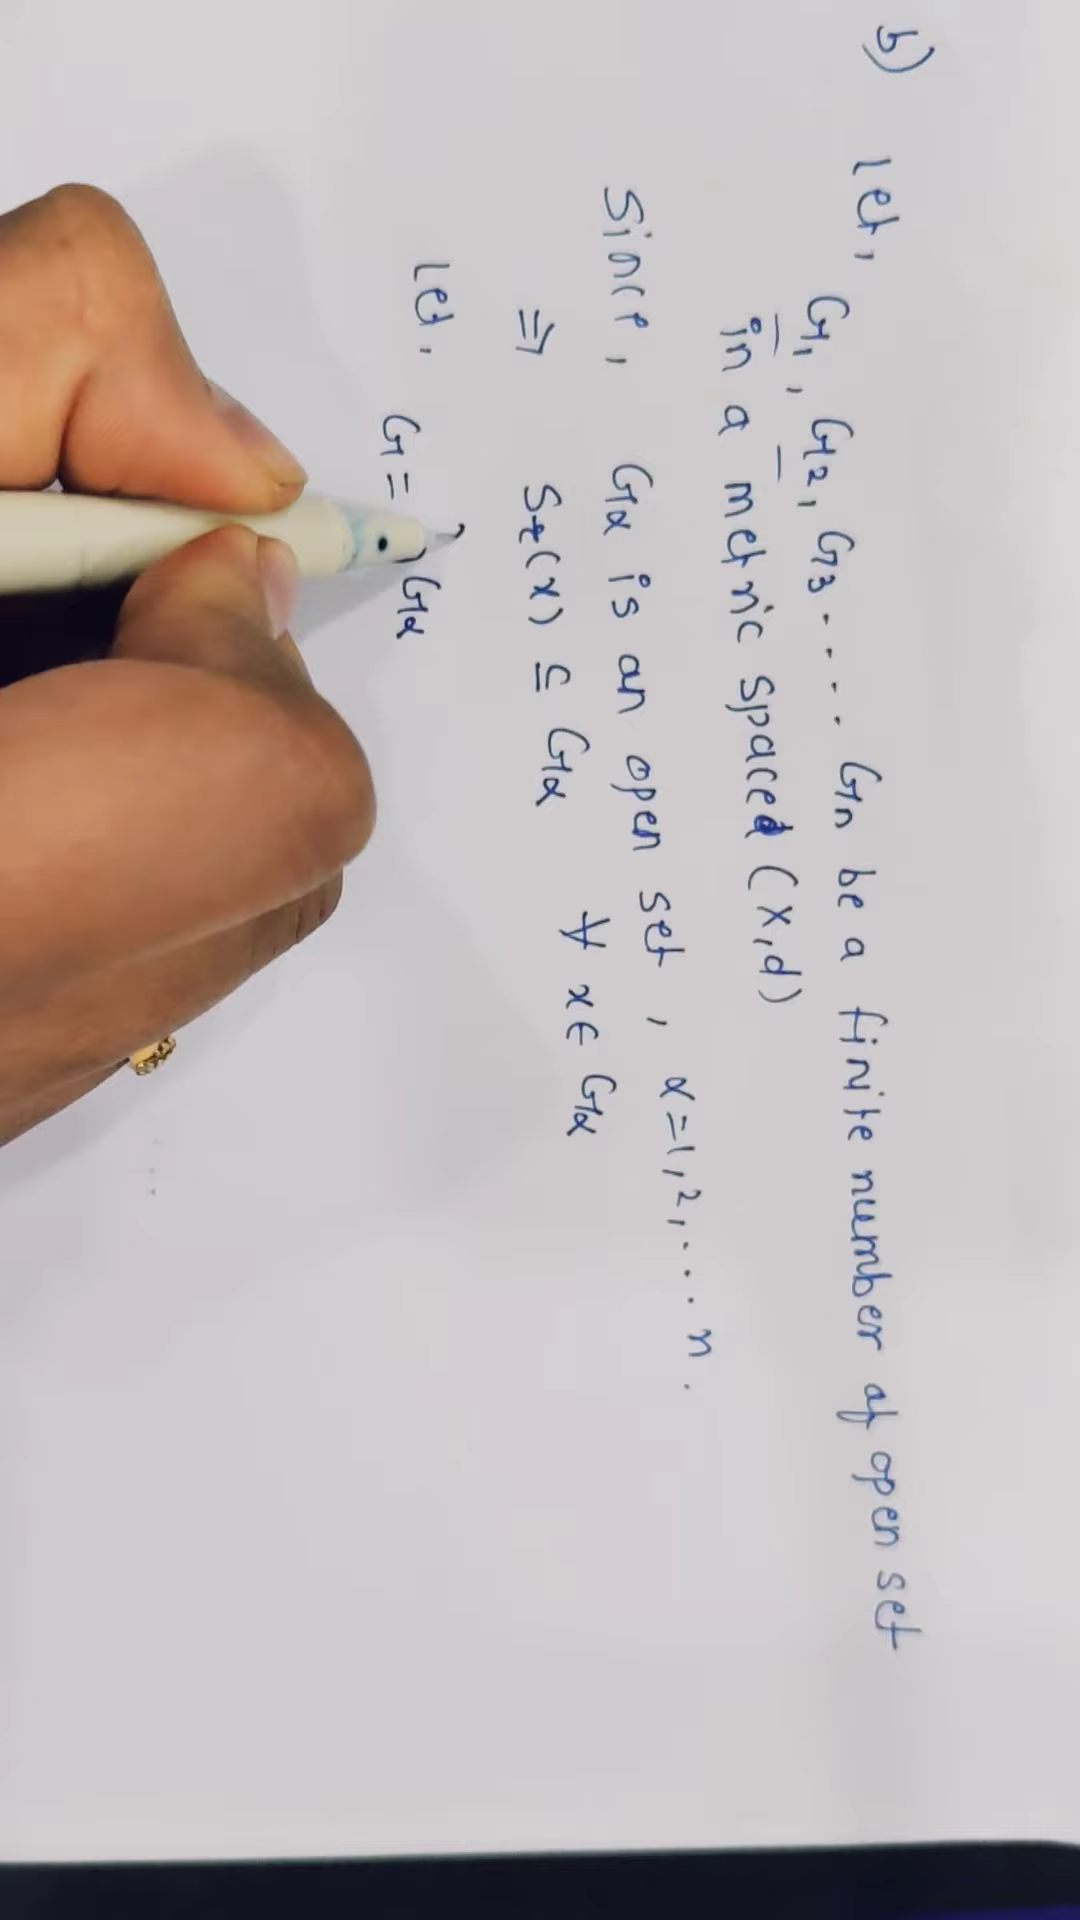 b) Let, G1, G2, G3 .... Gn be a finite number of open set
in a metric space (X,d)
Since, Gα is an open set, α=1,2,...n.
⇒ Sr(x) ⊆ Gα ∀ x∈ Gα
Let, G = ∩ Gα